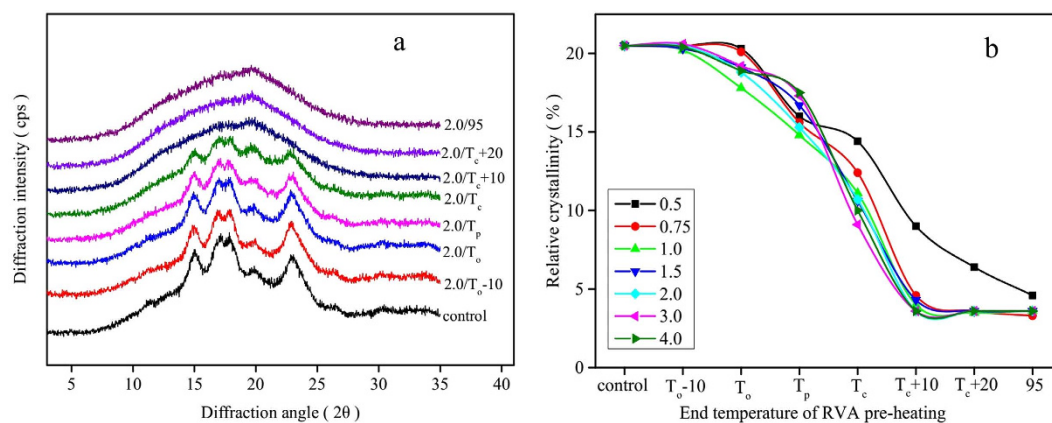 a
Diffraction intensity ( cps)
2.0/95
2.0/Tc+20
2.0/Tc+10
2.0/Tc
2.0/Tp
2.0/To
2.0/To-10
control
5 10 15 20 25 30 35
Diffraction angle ( 2θ)
b
Relative crystallinity ( %)
20
15
10
5
0
0.5
0.75
1.0
1.5
2.0
3.0
4.0
control To-10 To Tp Tc Tc+10 Tc+20 95
End temperature of RVA pre-heating